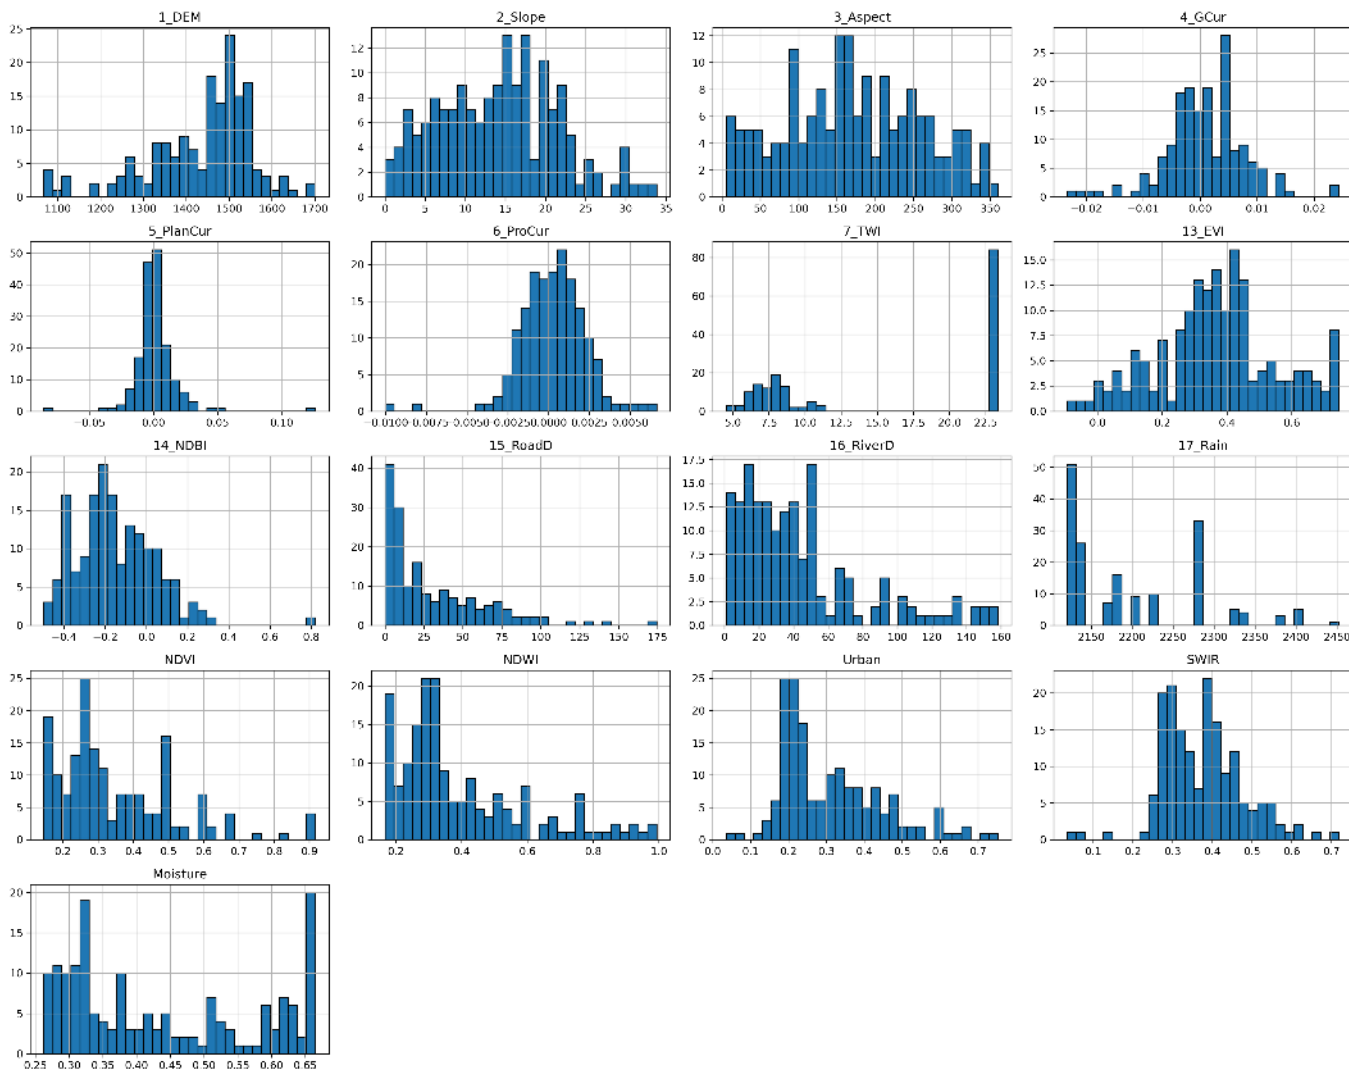 1_DEM
2_Slope
3_Aspect
4_GCur
25
20
15
10
5
0
1100 1200 1300 1400 1500 1600 1700
12
10
8
6
4
2
0
0 5 10 15 20 25 30 35
12
10
8
6
4
2
0
0 50 100 150 200 250 300 350
25
20
15
10
5
0
−0.02 −0.01 0.00 0.01 0.02
5_PlanCur
6_ProCur
7_TWI
13_EVI
50
40
30
20
10
0
−0.05 0.00 0.05 0.10
20
15
10
5
0
−0.0100 −0.0075 −0.0050 −0.0025 0.0000 0.0025 0.0050
80
60
40
20
0
5.0 7.5 10.0 12.5 15.0 17.5 20.0 22.5
15.0
12.5
10.0
7.5
5.0
2.5
0.0
0.0 0.2 0.4 0.6
14_NDBI
15_RoadD
16_RiverD
17_Rain
20
15
10
5
0
−0.4 −0.2 0.0 0.2 0.4 0.6 0.8
40
30
20
10
0
0 25 50 75 100 125 150 175
17.5
15.0
12.5
10.0
7.5
5.0
2.5
0.0
0 20 40 60 80 100 120 140 160
50
40
30
20
10
0
2150 2200 2250 2300 2350 2400 2450
NDVI
NDWI
Urban
SWIR
25
20
15
10
5
0
0.2 0.3 0.4 0.5 0.6 0.7 0.8 0.9
20
15
10
5
0
0.2 0.4 0.6 0.8 1.0
25
20
15
10
5
0
0.0 0.1 0.2 0.3 0.4 0.5 0.6 0.7
20
15
10
5
0
0.1 0.2 0.3 0.4 0.5 0.6 0.7
Moisture
20
15
10
5
0
0.25 0.30 0.35 0.40 0.45 0.50 0.55 0.60 0.65